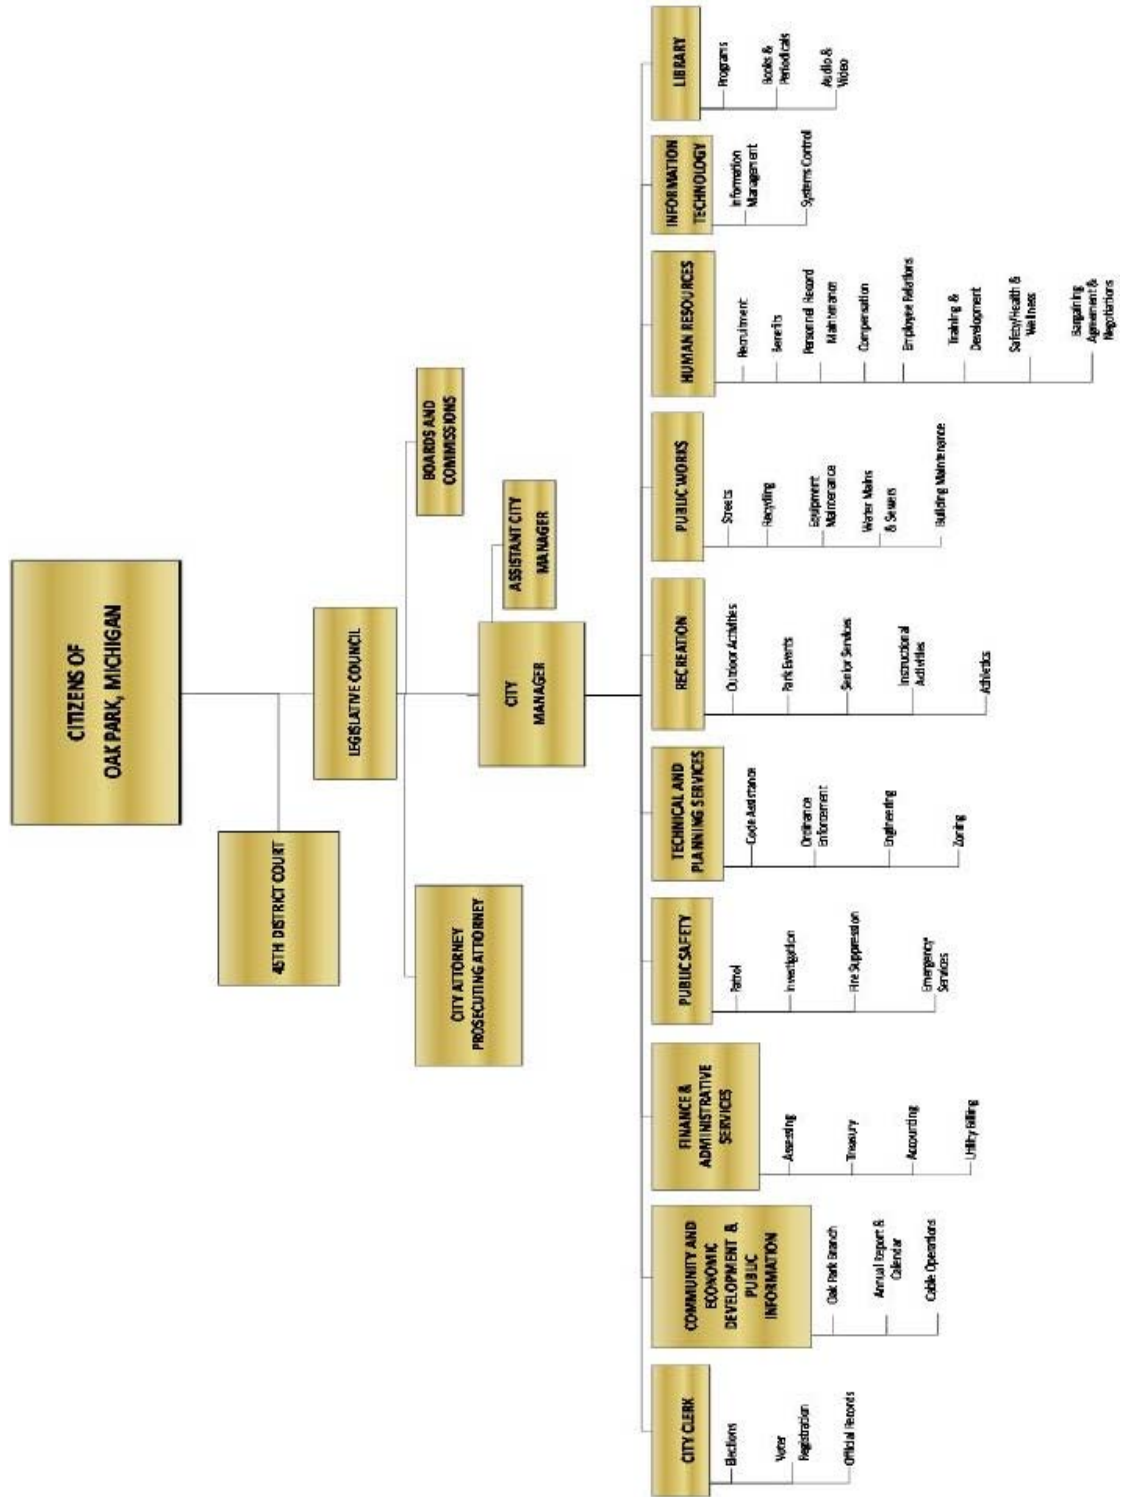 CITIZENS OF
OAK PARK, MICHIGAN
45TH DISTRICT COURT
LEGISLATIVE COUNCIL
CITY ATTORNEY
PROSECUTING ATTORNEY
BOARDS AND
COMMISSIONS
CITY
MANAGER
ASSISTANT CITY
MANAGER
CITY CLERK
Elections
Voter
Registration
Official Records
COMMUNITY AND
ECONOMIC
DEVELOPMENT &
PUBLIC
INFORMATION
Oak Park Branch
Annual Report &
Calendar
Cable Operations
FINANCE &
ADMINISTRATIVE
SERVICES
Assessing
Treasury
Accounting
Utility Billing
PUBLIC SAFETY
Patrol
Investigation
Fire Suppression
Emergency
Services
TECHNICAL AND
PLANNING SERVICES
Code Assistance
Ordinance
Enforcement
Engineering
Zoning
RECREATION
Outdoor Activities
Park Events
Senior Services
Instructional
Activities
Athletics
PUBLIC WORKS
Streets
Recycling
Equipment
Maintenance
Water Mains
& Sewers
Building Maintenance
HUMAN RESOURCES
Recruitment
Benefits
Personnel Record
Maintenance
Compensation
Employee Relations
Training &
Development
Safety/Health &
Wellness
Bargaining
Agreement &
Negotiations
INFORMATION
TECHNOLOGY
Information
Management
Systems Control
LIBRARY
Programs
Books &
Periodicals
Audio &
Video